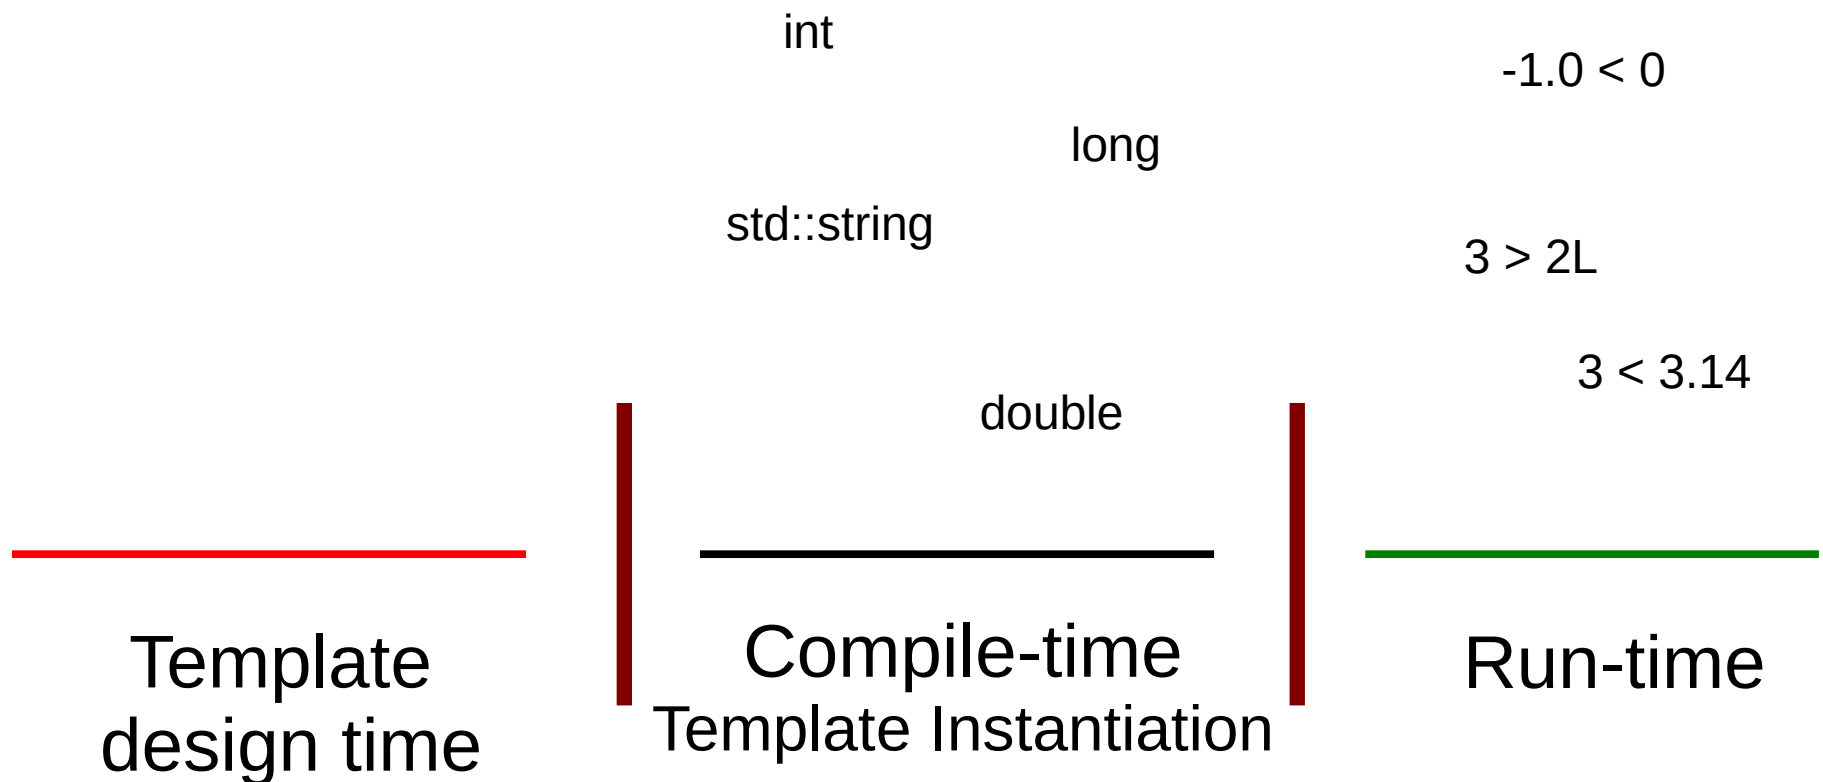 int
-1.0 < 0
long
std::string
3 > 2L
3 < 3.14
double
Template
design time
Compile-time
Template Instantiation
Run-time